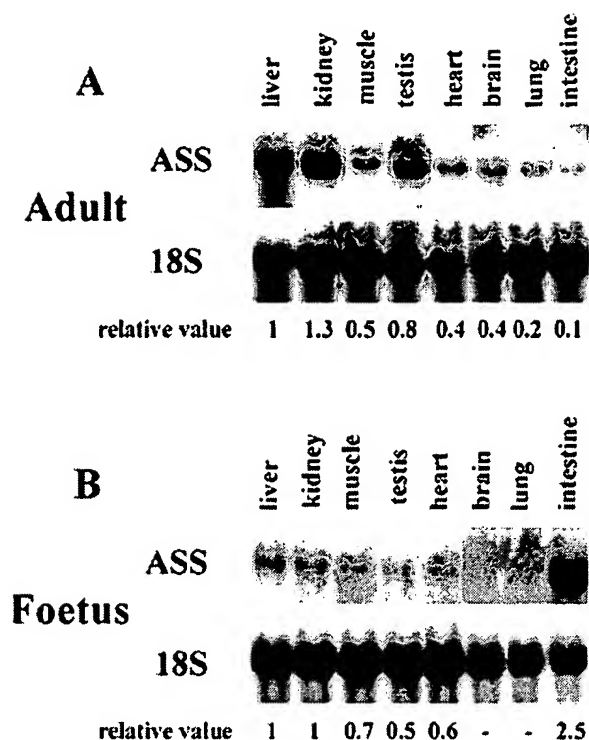 A
liver kidney muscle testis heart brain lung intestine
ASS
Adult
18S
relative value 1 1.3 0.5 0.8 0.4 0.4 0.2 0.1
B
liver kidney muscle testis heart brain lung intestine
ASS
Foetus
18S
relative value 1 1 0.7 0.5 0.6 - - 2.5